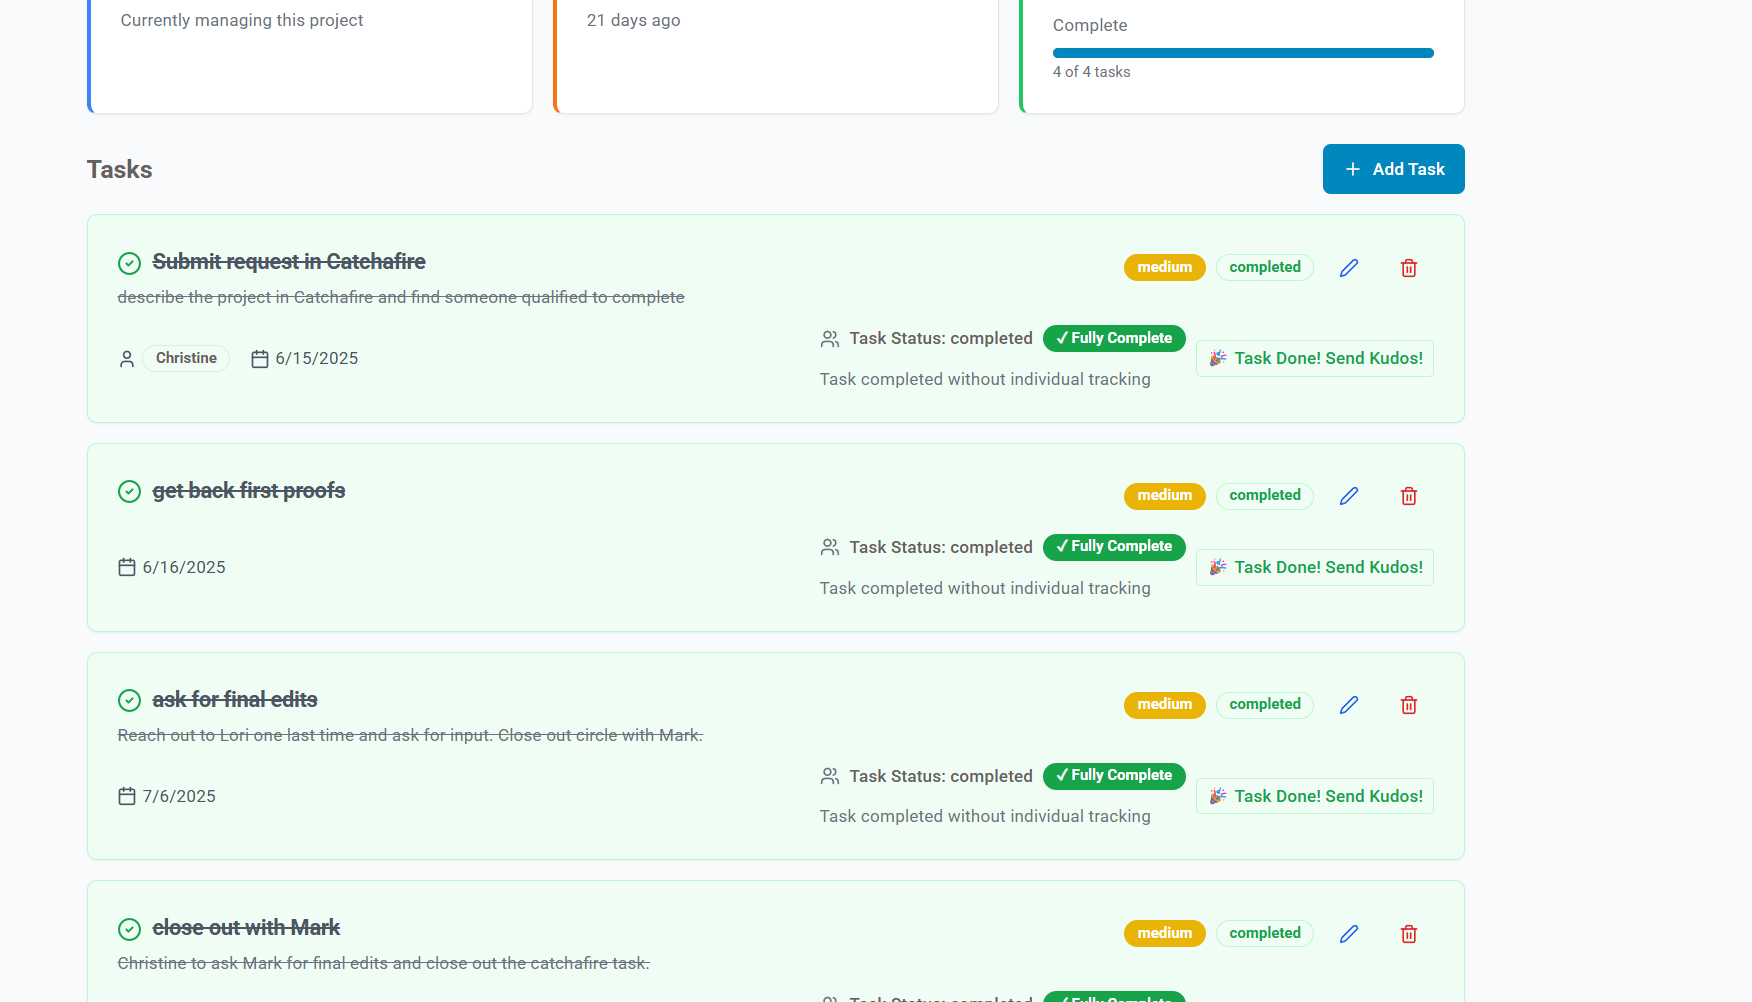 Currently managing this project
21 days ago
Complete
4 of 4 tasks
Tasks
Add Task
Submit request in Catchafire
medium
completed
describe the project in Catchafire and find someone qualified to complete
Christine
6/15/2025
Task Status: completed
✓ Fully Complete
Task completed without individual tracking
🎉 Task Done! Send Kudos!
get back first proofs
medium
completed
6/16/2025
Task Status: completed
✓ Fully Complete
Task completed without individual tracking
🎉 Task Done! Send Kudos!
ask for final edits
medium
completed
Reach out to Lori one last time and ask for input. Close out circle with Mark.
7/6/2025
Task Status: completed
✓ Fully Complete
Task completed without individual tracking
🎉 Task Done! Send Kudos!
close out with Mark
medium
completed
Christine to ask Mark for final edits and close out the catchafire task.
Task Status: completed
✓ Fully Complete